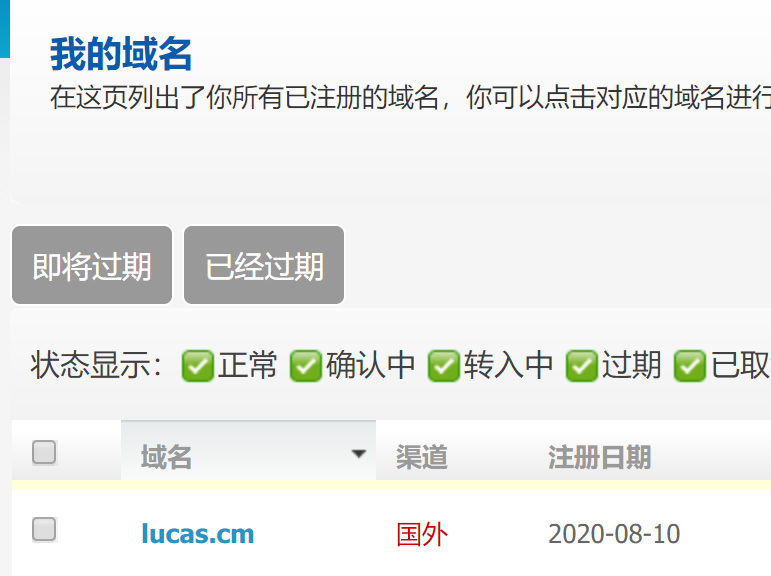 我的域名
在这页列出了你所有已注册的域名，你可以点击对应的域名进行
即将过期 已经过期
状态显示： 正常 确认中 转入中 过期 已取
域名 渠道 注册日期
lucas.cm 国外 2020-08-10